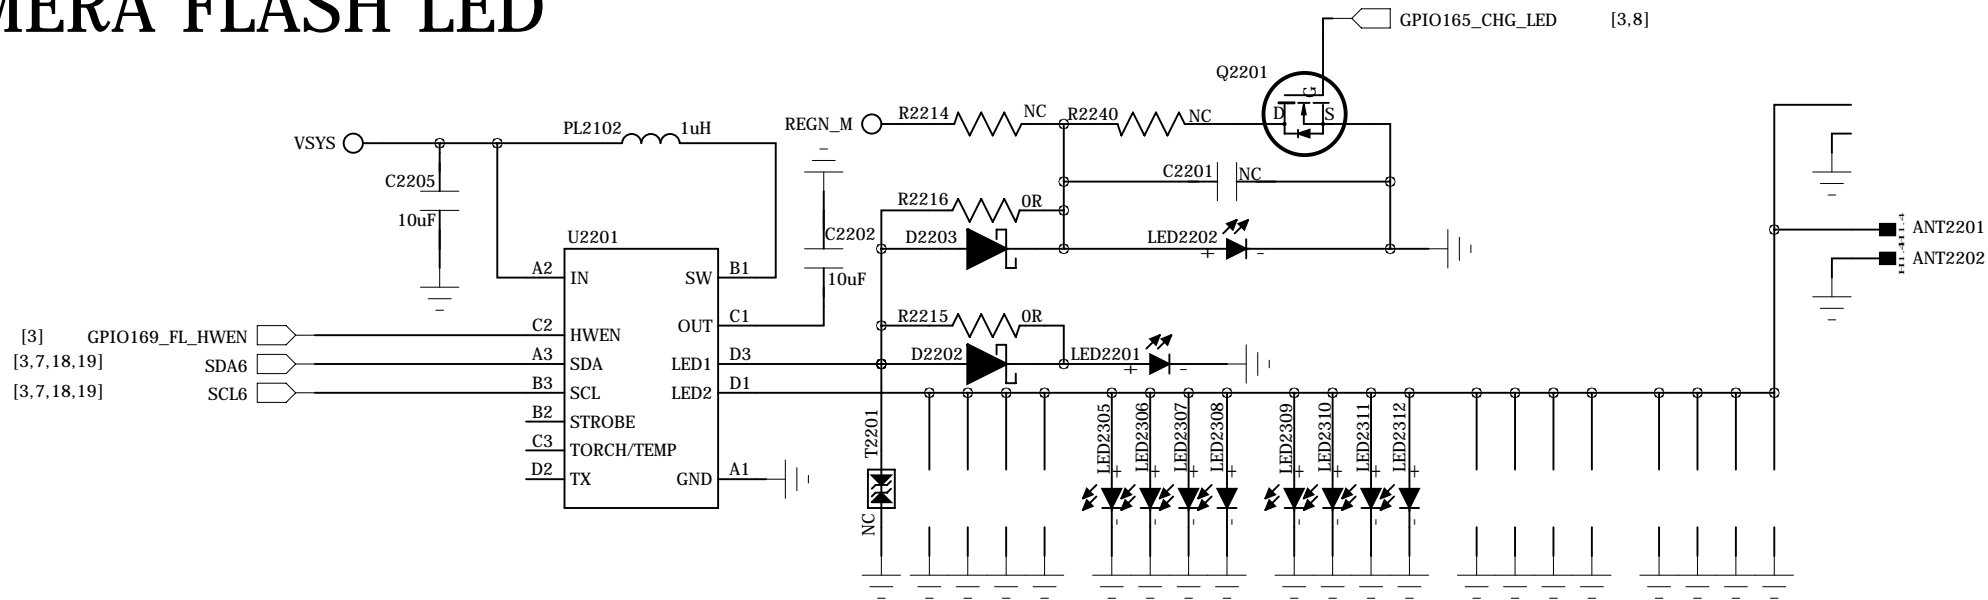 MERA FLASH LED
GPIO165_CHG_LED [3,8]
Q2201
G
D S
R2214 NC
R2240 NC
REGN_M
VSYS
PL2102 1uH
C2205
10uF
C2201 NC
R2216 0R
C2202
10uF
D2203
LED2202
+ -
ANT2201
ANT2202
U2201
A2 IN
SW B1
C2 HWEN
OUT C1
A3 SDA
LED1 D3
B3 SCL
LED2 D1
B2 STROBE
C3 TORCH/TEMP
D2 TX
GND A1
[3] GPIO169_FL_HWEN
[3,7,18,19] SDA6
[3,7,18,19] SCL6
R2215 0R
D2202
LED2201
+ -
T2201
NC
LED2305
LED2306
LED2307
LED2308
LED2309
LED2310
LED2311
LED2312
+ + + + + + + +
- - - - - - - -